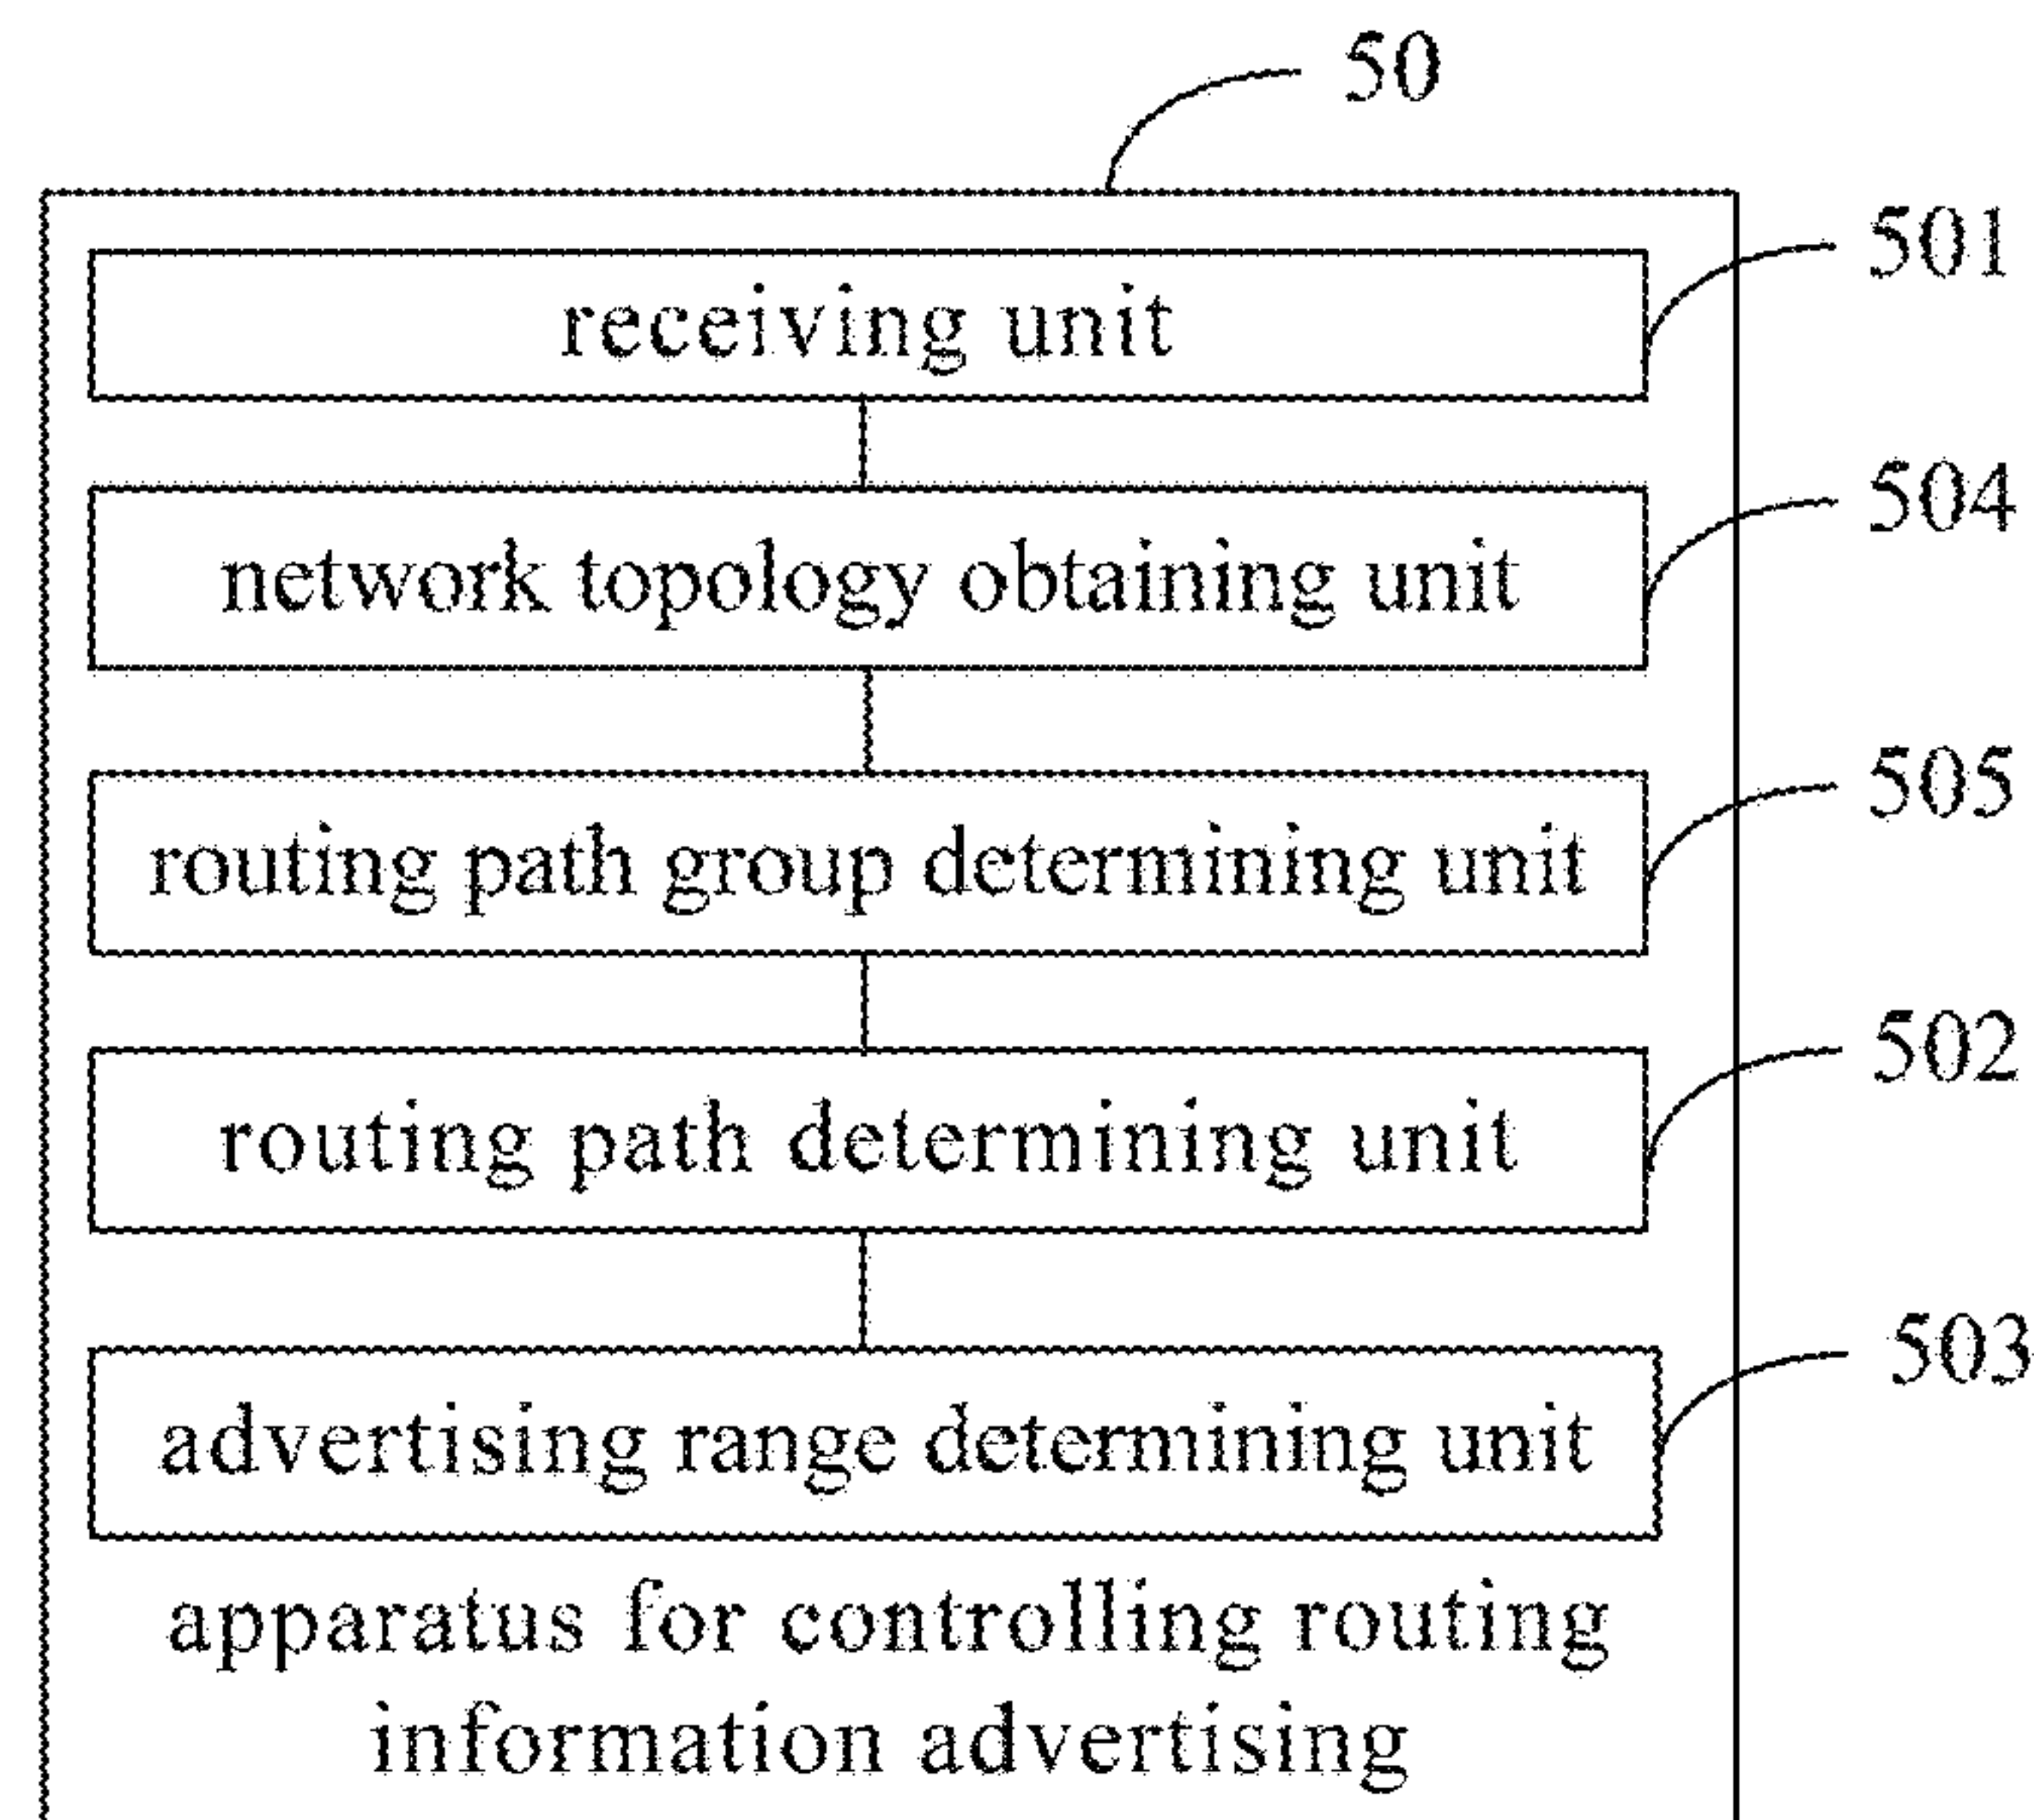 50
receiving unit
501
network topology obtaining unit
504
routing path group determining unit
505
routing path determining unit
502
advertising range determining unit
503
apparatus for controlling routing
information advertising